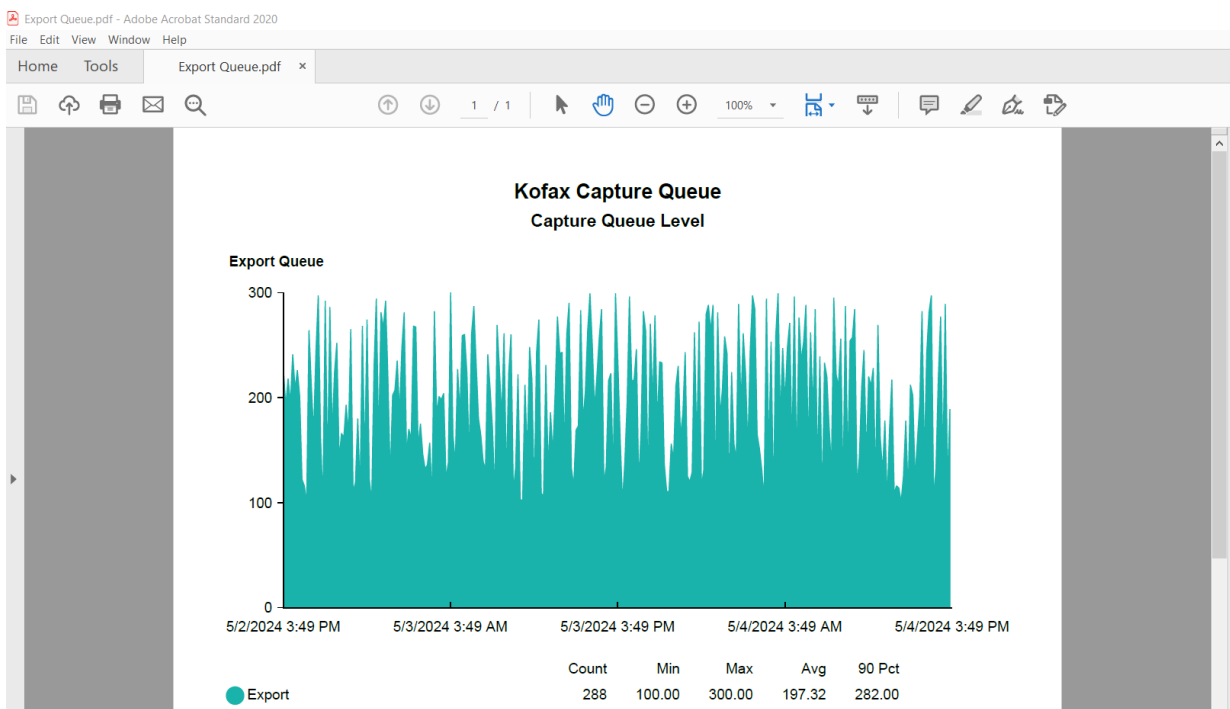 Export Queue.pdf - Adobe Acrobat Standard 2020
File Edit View Window Help
Home Tools Export Queue.pdf ×
1 / 1 100%
Kofax Capture Queue
Capture Queue Level
Export Queue
300
200
100
0
5/2/2024 3:49 PM 5/3/2024 3:49 AM 5/3/2024 3:49 PM 5/4/2024 3:49 AM 5/4/2024 3:49 PM
Count Min Max Avg 90 Pct
Export 288 100.00 300.00 197.32 282.00